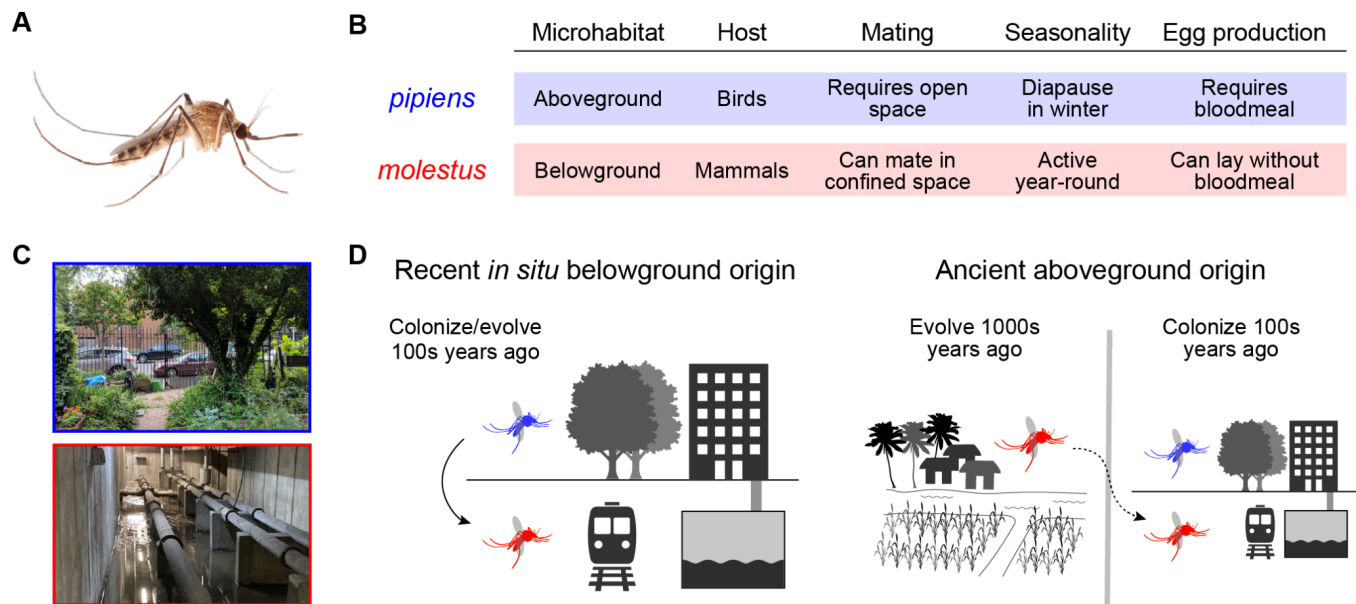 A
B
Microhabitat Host Mating Seasonality Egg production
pipiens Aboveground Birds Requires open space Diapause in winter Requires bloodmeal
molestus Belowground Mammals Can mate in confined space Active year-round Can lay without bloodmeal
C
D
Recent in situ belowground origin
Colonize/evolve
100s years ago
Ancient aboveground origin
Evolve 1000s
years ago
Colonize 100s
years ago